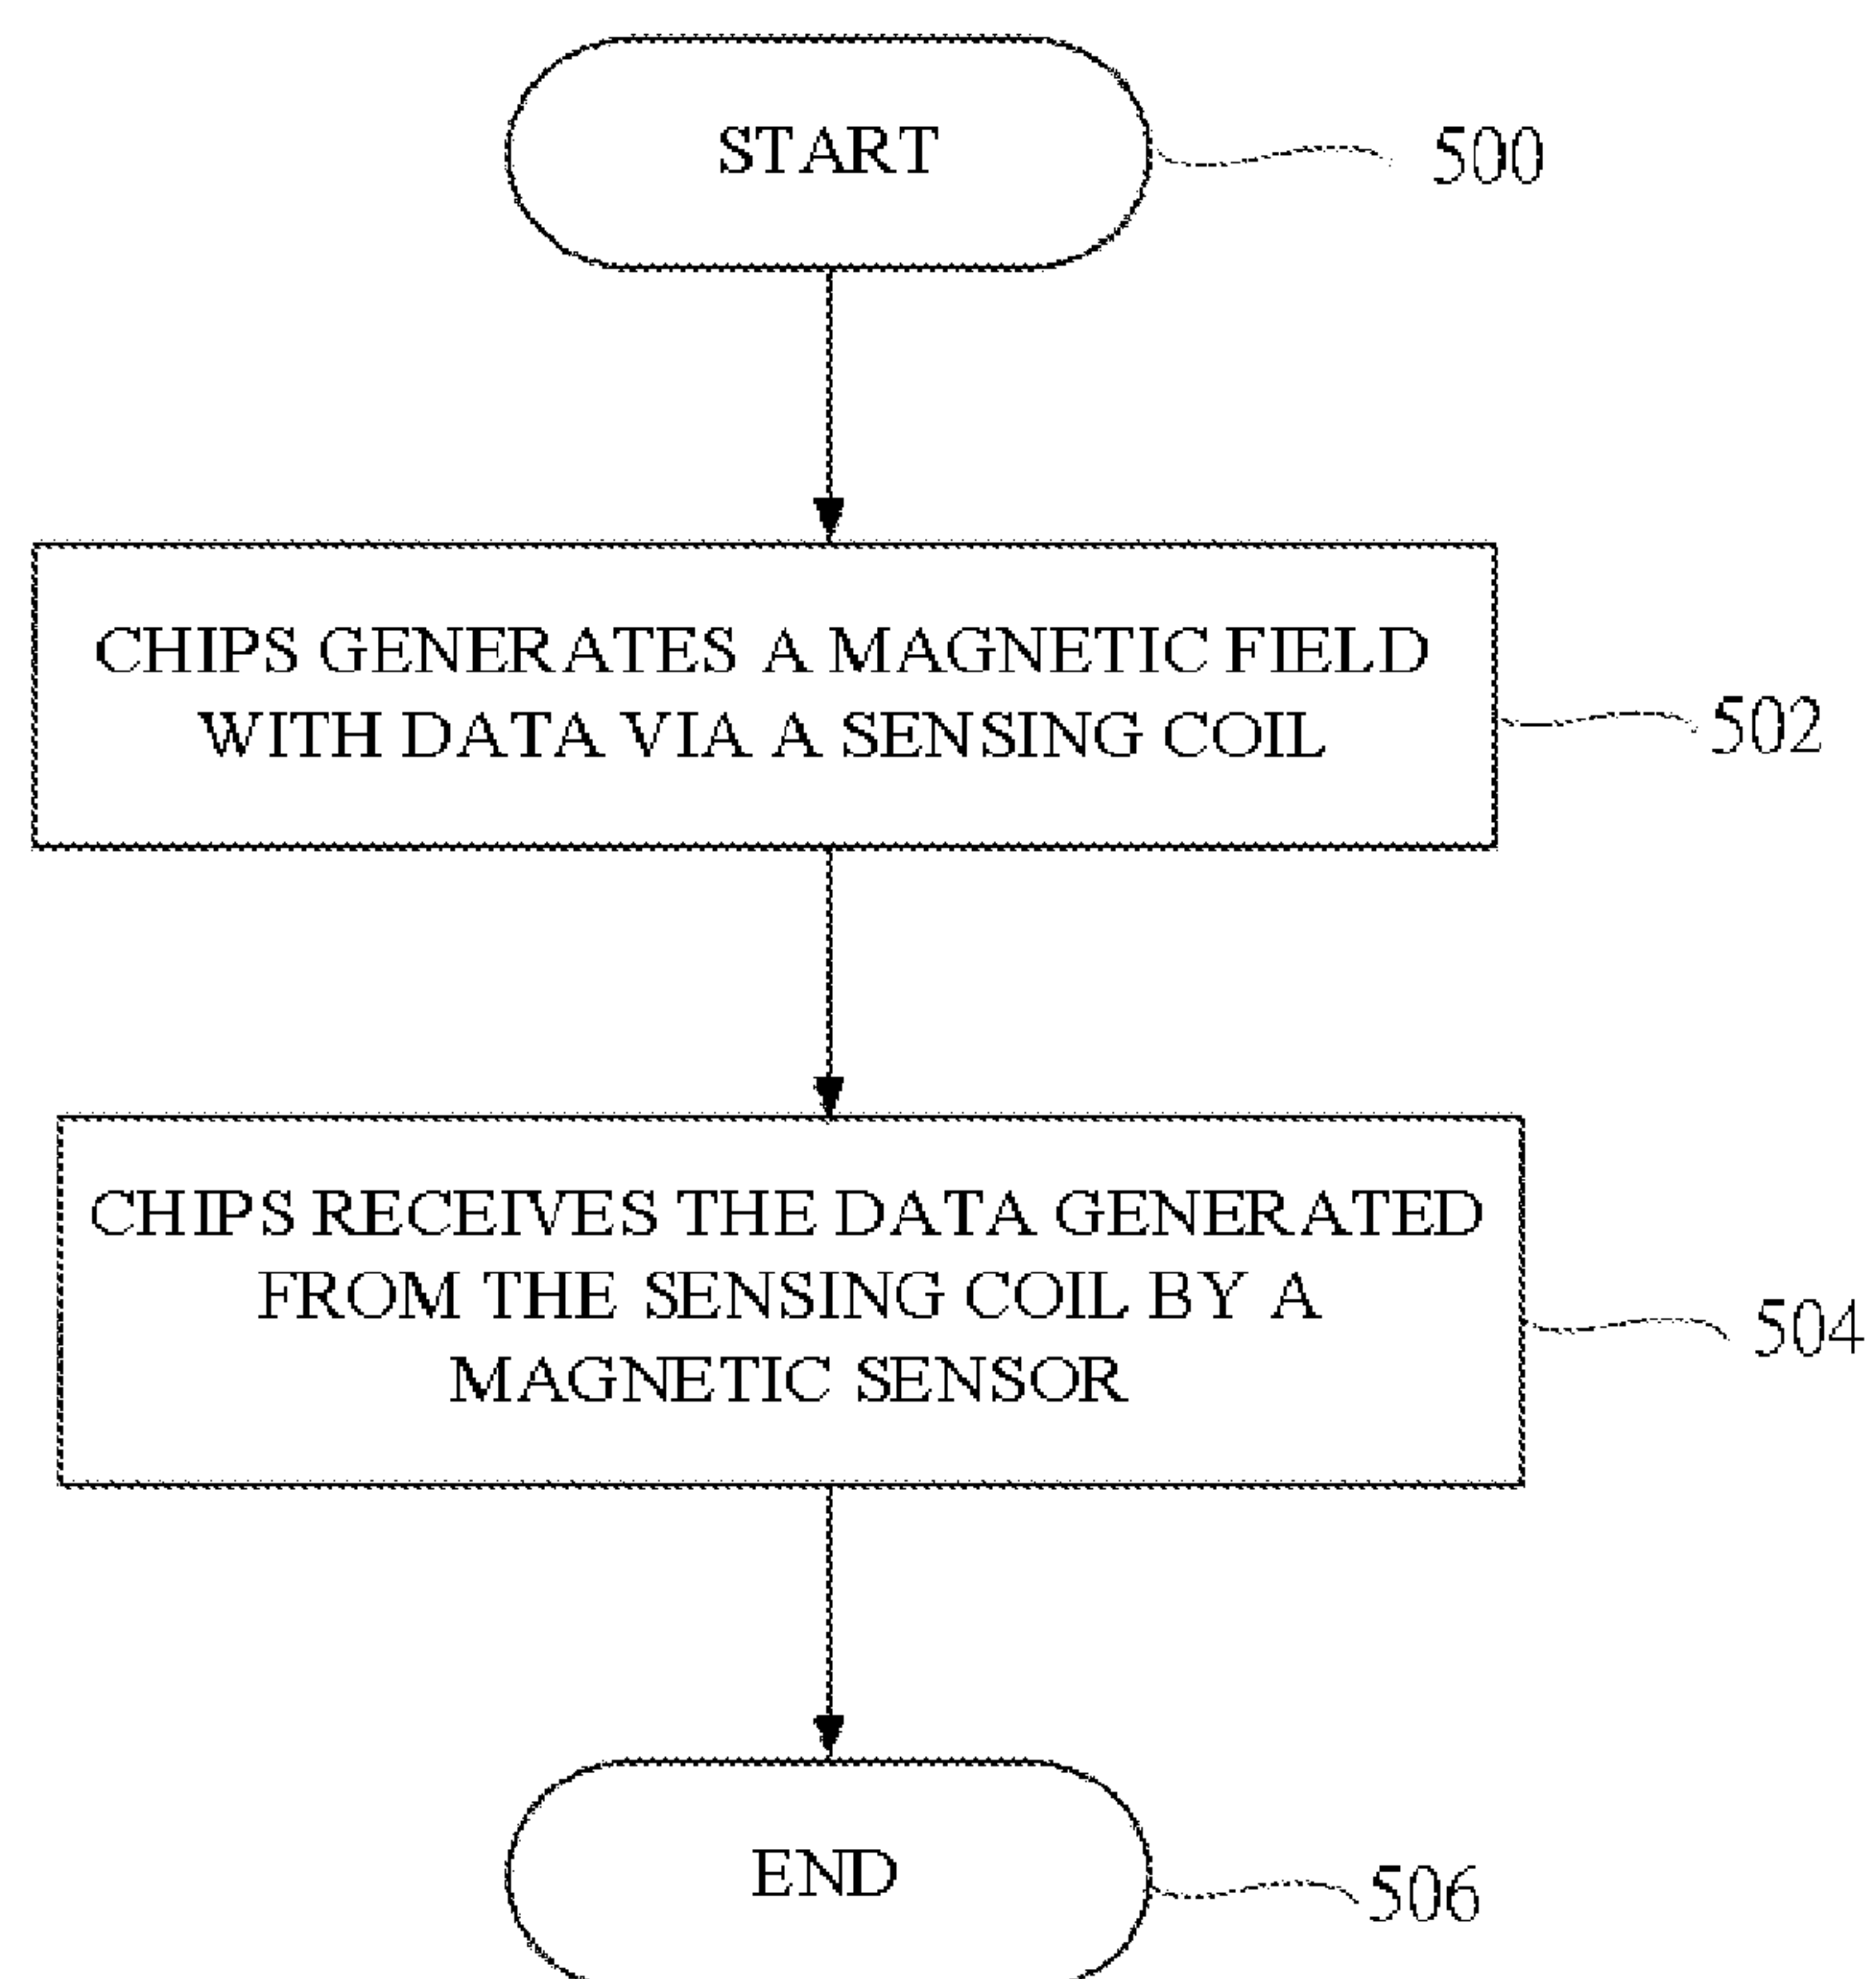 START
500
CHIPS GENERATES A MAGNETIC FIELD
WITH DATA VIA A SENSING COIL
502
CHIPS RECEIVES THE DATA GENERATED
FROM THE SENSING COIL BY A
MAGNETIC SENSOR
504
END
506